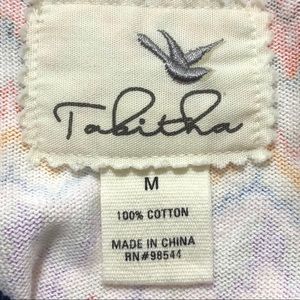 Tabitha
M
100% COTTON
MADE IN CHINA
RN#98544